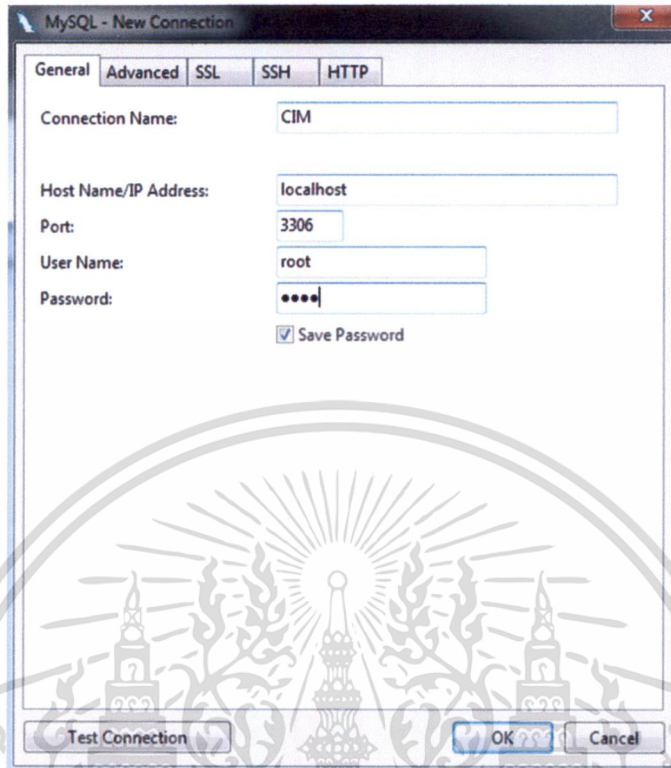 MySQL - New Connection
General Advanced SSL SSH HTTP
Connection Name: CIM
Host Name/IP Address: localhost
Port: 3306
User Name: root
Password: ••••
Save Password
Test Connection OK Cancel